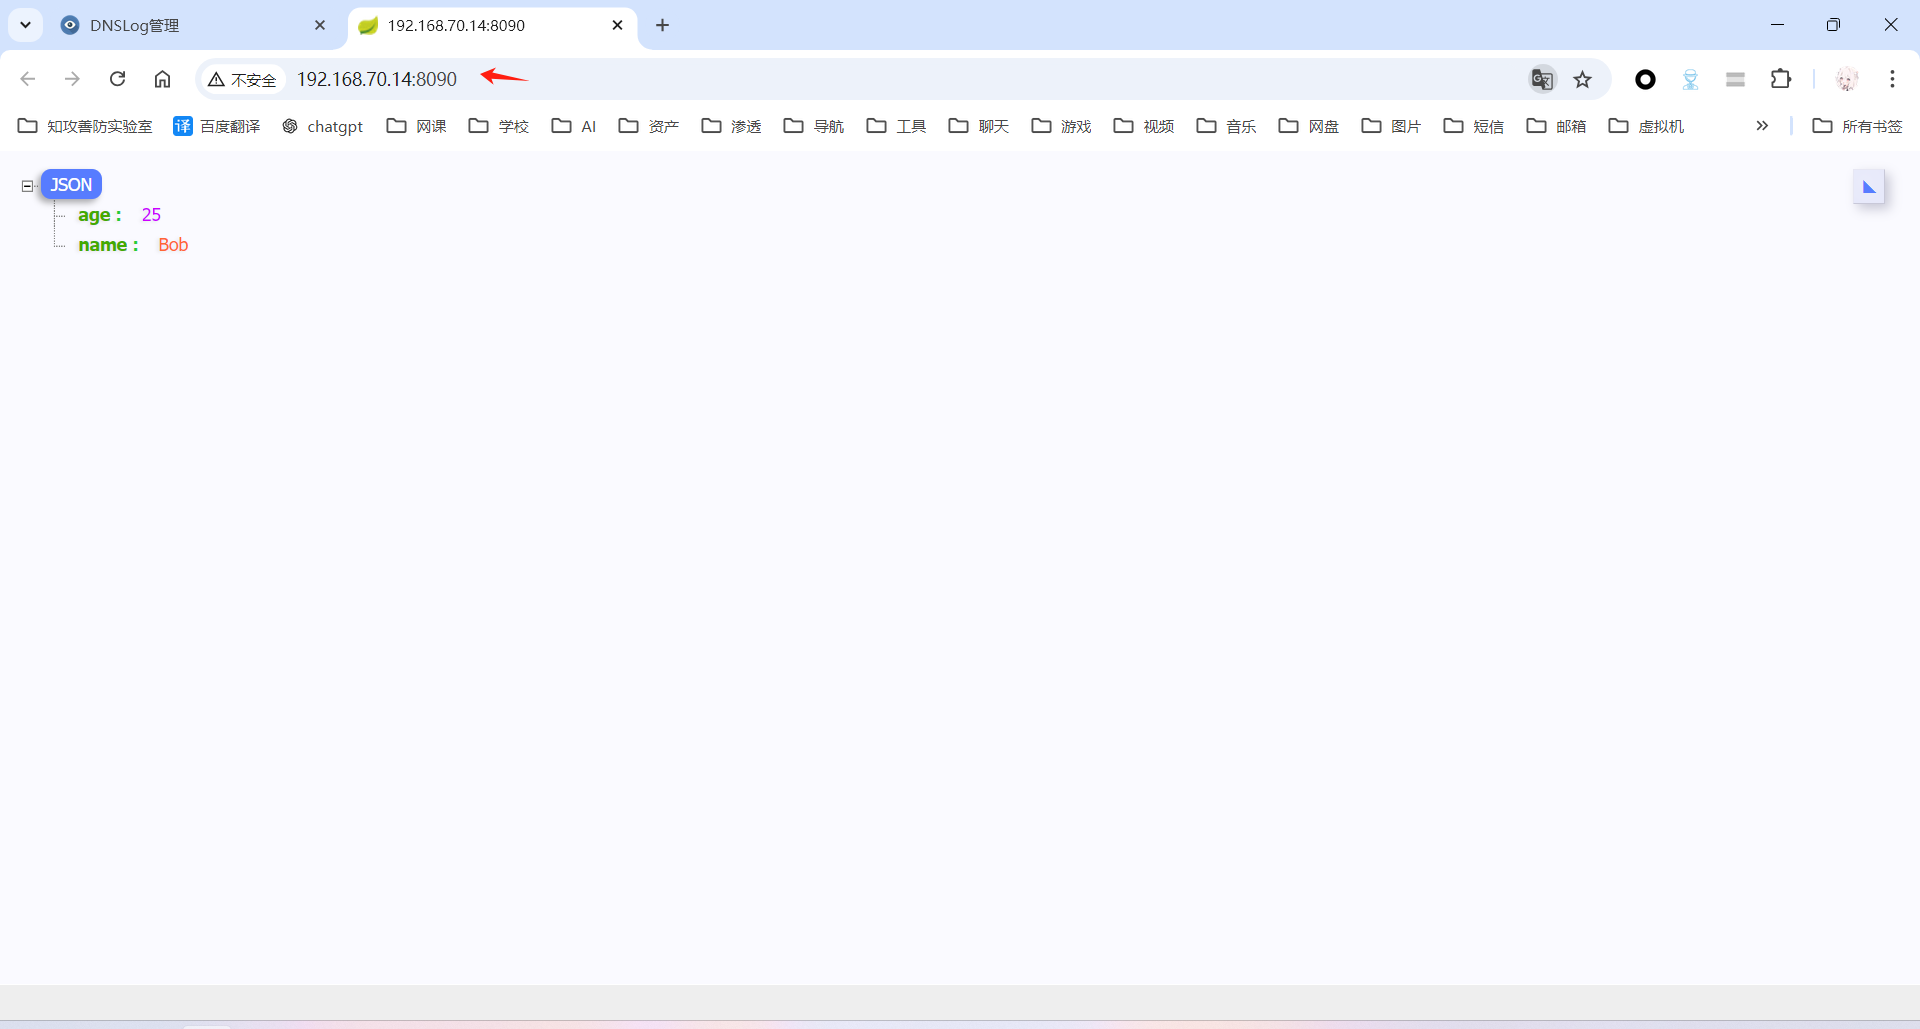 DNSLog管理
192.168.70.14:8090
不安全 192.168.70.14:8090
知攻善防实验室 译 百度翻译 chatgpt 网课 学校 AI 资产 渗透 导航 工具 聊天 游戏 视频 音乐 网盘 图片 短信 邮箱 虚拟机 » 所有书签
JSON
age : 25
name : Bob